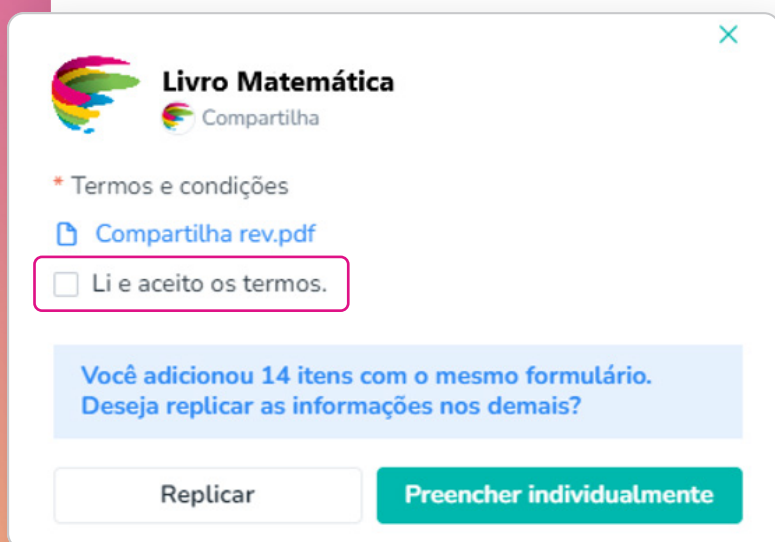 Livro Matemática
Compartilha
* Termos e condições
Compartilha rev.pdf
Li e aceito os termos.
Você adicionou 14 itens com o mesmo formulário.
Deseja replicar as informações nos demais?
Replicar
Preencher individualmente